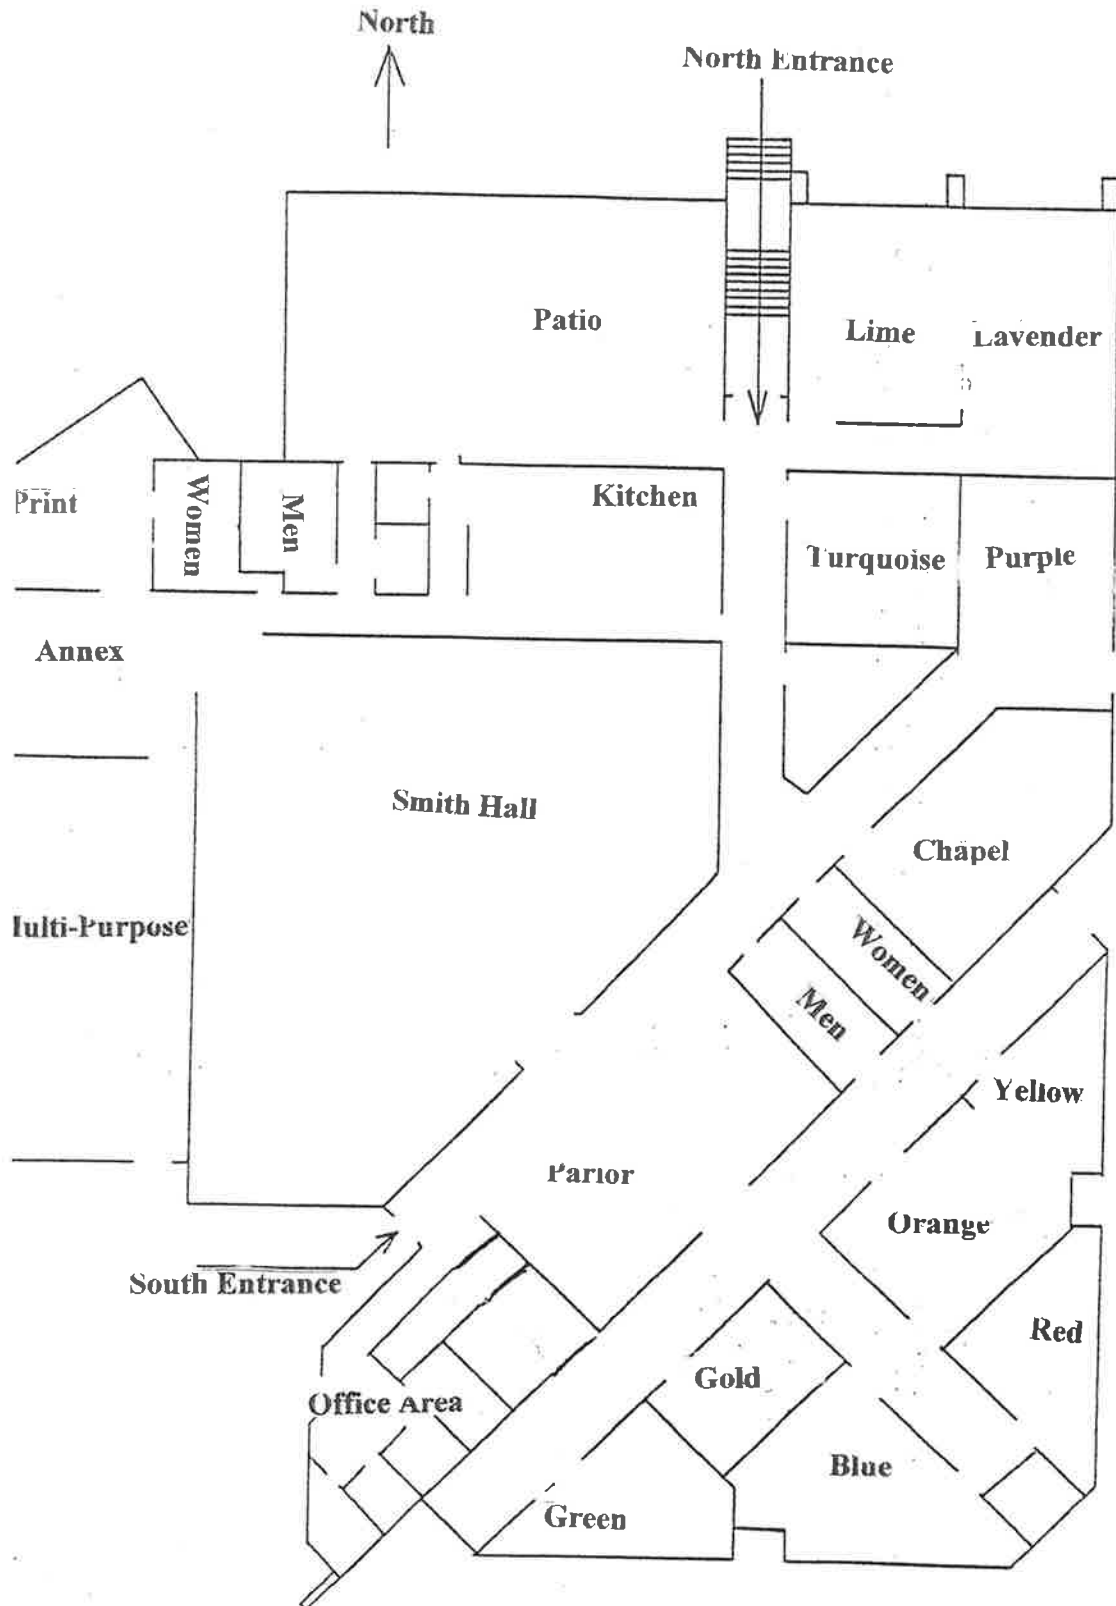 North
North Entrance
Patio
Lime
Lavender
Print
Women
Men
Kitchen
Turquoise
Purple
Annex
Smith Hall
Chapel
Multi-Purpose
Women
Men
Yellow
Parlor
Orange
South Entrance
Red
Gold
Office Area
Blue
Green